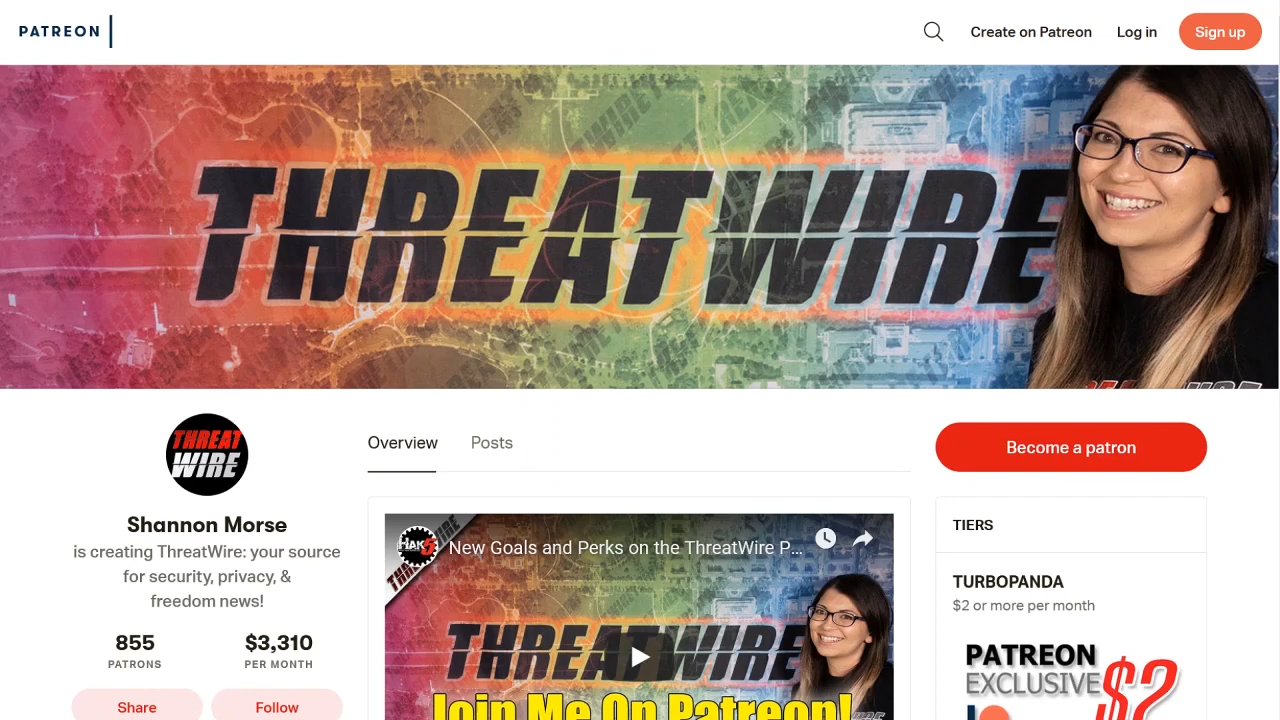 PATREON
Create on Patreon
Log in
Sign up
THREATWIRE
THREAT
WIRE
Shannon Morse
is creating ThreatWire: your source
for security, privacy, &
freedom news!
855
PATRONS
$3,310
PER MONTH
Share
Follow
Overview
Posts
HAK5
New Goals and Perks on the ThreatWire P...
THREATWIRE
Join Me On Patreon!
Become a patron
TIERS
TURBOPANDA
$2 or more per month
PATREON
EXCLUSIVE
$2